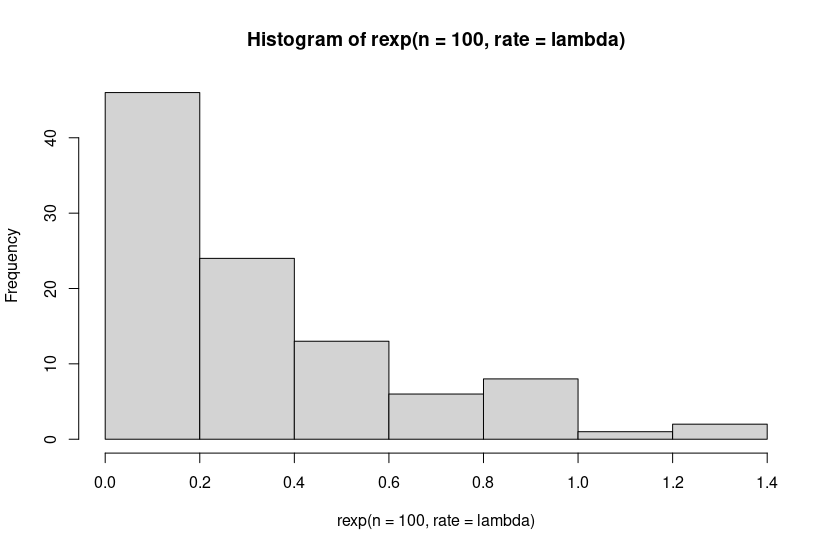 Histogram of rexp(n = 100, rate = lambda)
Frequency
40
30
20
10
0
0.0 0.2 0.4 0.6 0.8 1.0 1.2 1.4
rexp(n = 100, rate = lambda)